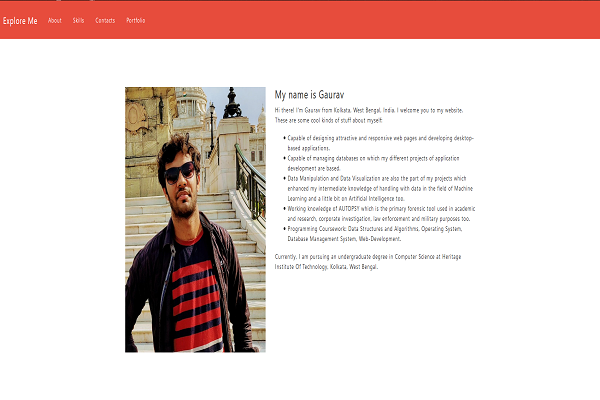 Explore Me About Skills Contacts Portfolio
My name is Gaurav
Hi there! I'm Gaurav from Kolkata, West Bengal, India. I welcome you to my website.
These are some cool kinds of stuff about myself:
• Capable of designing attractive and responsive web pages and developing desktop-
based applications.
• Capable of managing databases on which my different projects of application
development are based.
• Data Manipulation and Data Visualization are also the part of my projects which
enhanced my intermediate knowledge of handling with data in the field of Machine
Learning and a little bit on Artificial Intelligence too.
• Working knowledge of AUTOPSY which is the primary forensic tool used in academic
and research, corporate investigation, law enforcement and military purposes too.
• Programming Coursework: Data Structures and Algorithms, Operating System,
Database Management System, Web-Development.
Currently, I am pursuing an undergraduate degree in Computer Science at Heritage
Institute Of Technology, Kolkata, West Bengal.